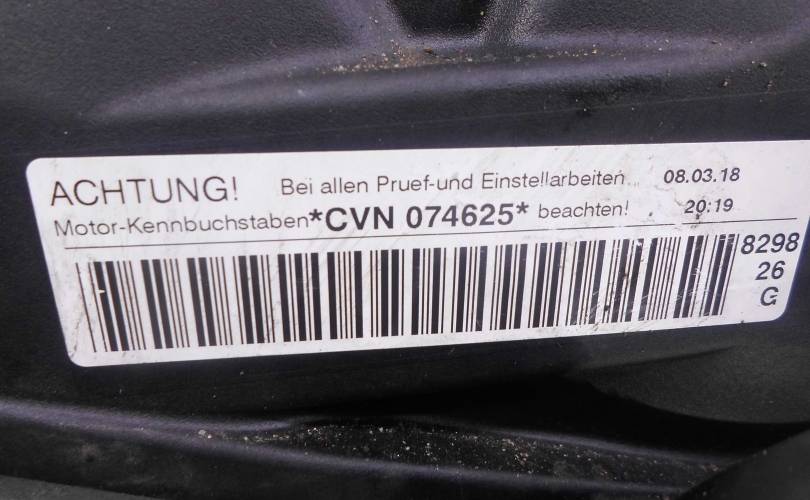 ACHTUNG! Bei allen Pruef-und Einstellarbeiten 08.03.18
Motor-Kennbuchstaben *CVN 074625* beachten! 20:19
8298
26
G